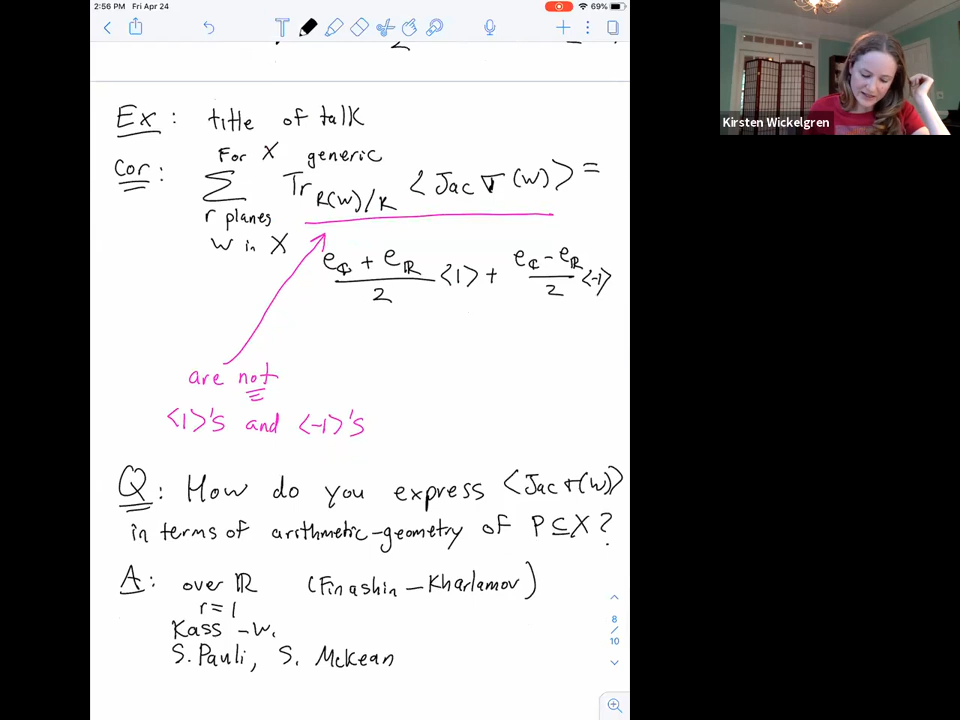 2:56 PM Fri Apr 24
69%
Ex: title of talk
Cor: For X generic
∑ Tr k(w)/k ⟨Jac σ(w)⟩ =
r planes
w in X
(e_ℂ + e_ℝ)/2 ⟨1⟩ + (e_ℂ - e_ℝ)/2 ⟨-1⟩
are not
⟨1⟩'s and ⟨-1⟩'s
Q: How do you express ⟨Jac σ(w)⟩
in terms of aristhmetic-geometry of P ⊆ X?
A: over ℝ (Finashin - Kharlamov)
r = 1
Kass - W.
S. Pauli, S. McKean
8
/
10
Kirsten Wickelgren